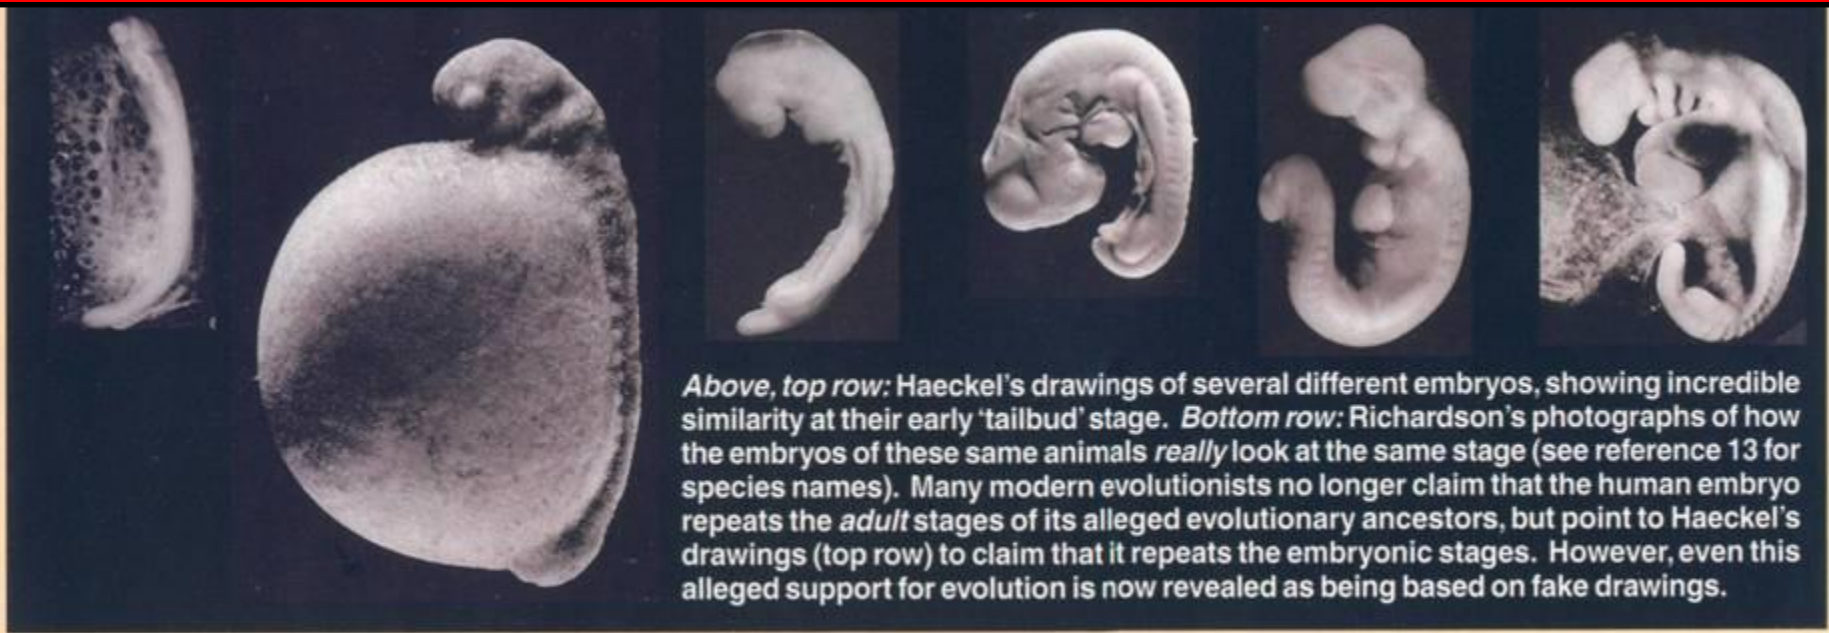 Above, top row: Haeckel's drawings of several different embryos, showing incredible
similarity at their early 'tailbud' stage. Bottom row: Richardson's photographs of how
the embryos of these same animals really look at the same stage (see reference 13 for
species names). Many modern evolutionists no longer claim that the human embryo
repeats the adult stages of its alleged evolutionary ancestors, but point to Haeckel's
drawings (top row) to claim that it repeats the embryonic stages. However, even this
alleged support for evolution is now revealed as being based on fake drawings.